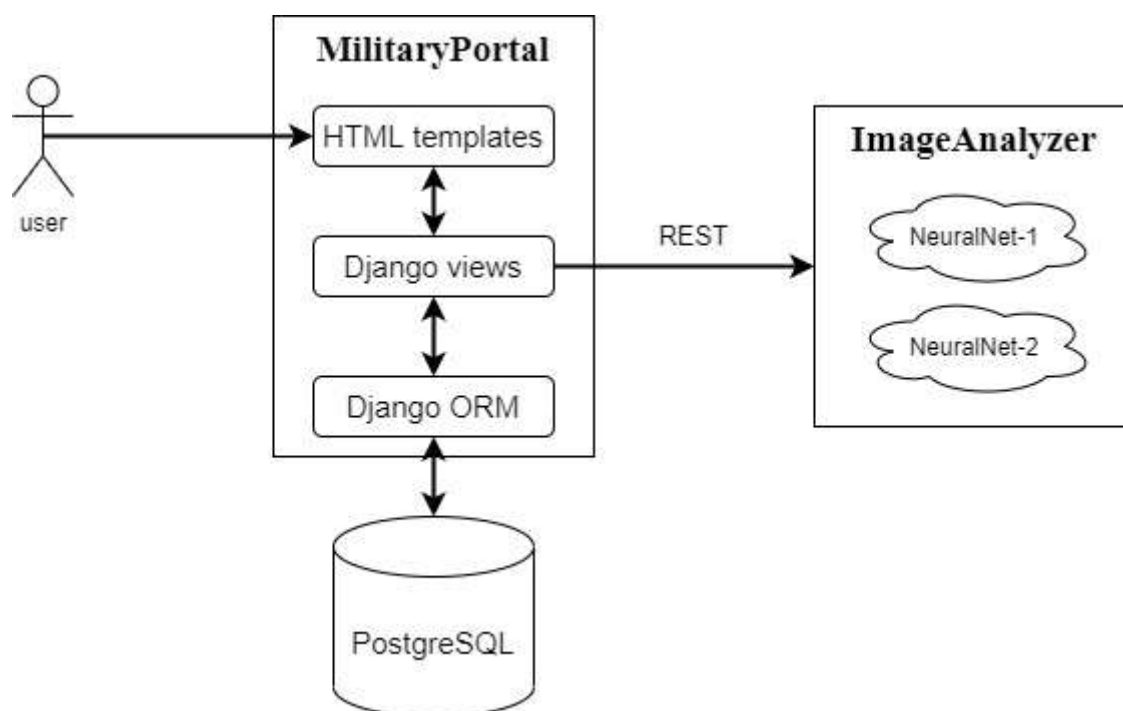 MilitaryPortal
HTML templates
user
Django views
REST
Django ORM
PostgreSQL
ImageAnalyzer
NeuralNet-1
NeuralNet-2